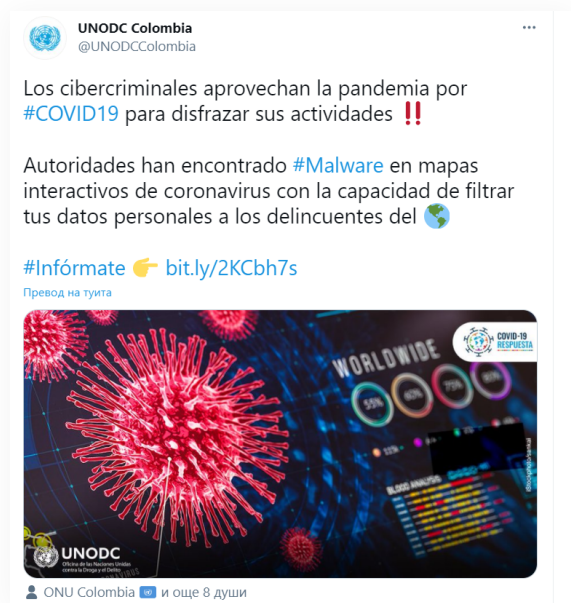 UNODC Colombia
@UNODCColombia
Los cibercriminales aprovechan la pandemia por
#COVID19 para disfrazar sus actividades ‼️
Autoridades han encontrado #Malware en mapas
interactivos de coronavirus con la capacidad de filtrar
tus datos personales a los delincuentes del 🌎
#Infórmate 👉 bit.ly/2KCbh7s
Превод на туита
COVID-19
RESPUESTA
WORLDWIDE
55%
60%
75%
80%
BLOOD ANALYSIS
UNODC
Oficina de las Naciones Unidas
contra la Droga y el Delito
ONU Colombia 🇺🇳 и още 8 души